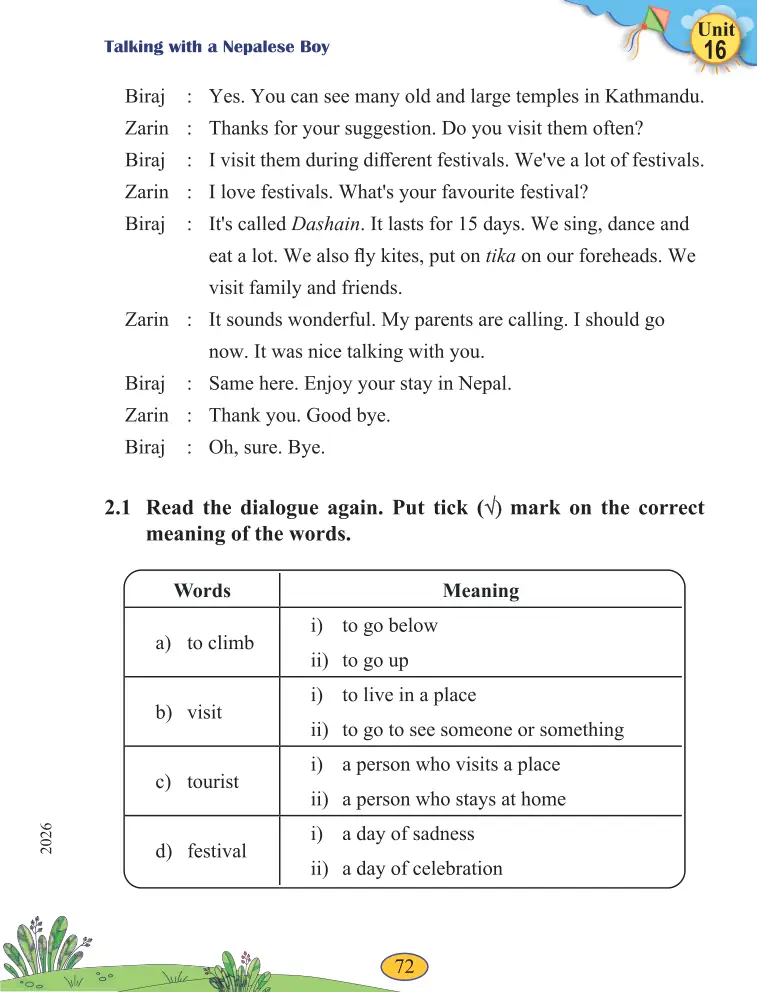 Talking with a Nepalese Boy
Unit
16
Biraj : Yes. You can see many old and large temples in Kathmandu.
Zarin : Thanks for your suggestion. Do you visit them often?
Biraj : I visit them during different festivals. We've a lot of festivals.
Zarin : I love festivals. What's your favourite festival?
Biraj : It's called Dashain. It lasts for 15 days. We sing, dance and
eat a lot. We also fly kites, put on tika on our foreheads. We
visit family and friends.
Zarin : It sounds wonderful. My parents are calling. I should go
now. It was nice talking with you.
Biraj : Same here. Enjoy your stay in Nepal.
Zarin : Thank you. Good bye.
Biraj : Oh, sure. Bye.
2.1 Read the dialogue again. Put tick (√) mark on the correct
meaning of the words.
Words Meaning
a) to climb
i) to go below
ii) to go up
b) visit
i) to live in a place
ii) to go to see someone or something
c) tourist
i) a person who visits a place
ii) a person who stays at home
d) festival
i) a day of sadness
ii) a day of celebration
2026
72